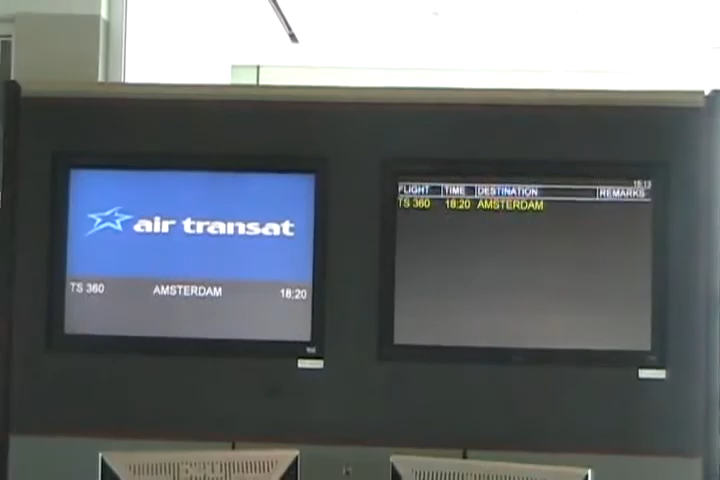 air transat
TS 360 AMSTERDAM 18:20
FLIGHT TIME DESTINATION REMARKS
TS 360 18:20 AMSTERDAM